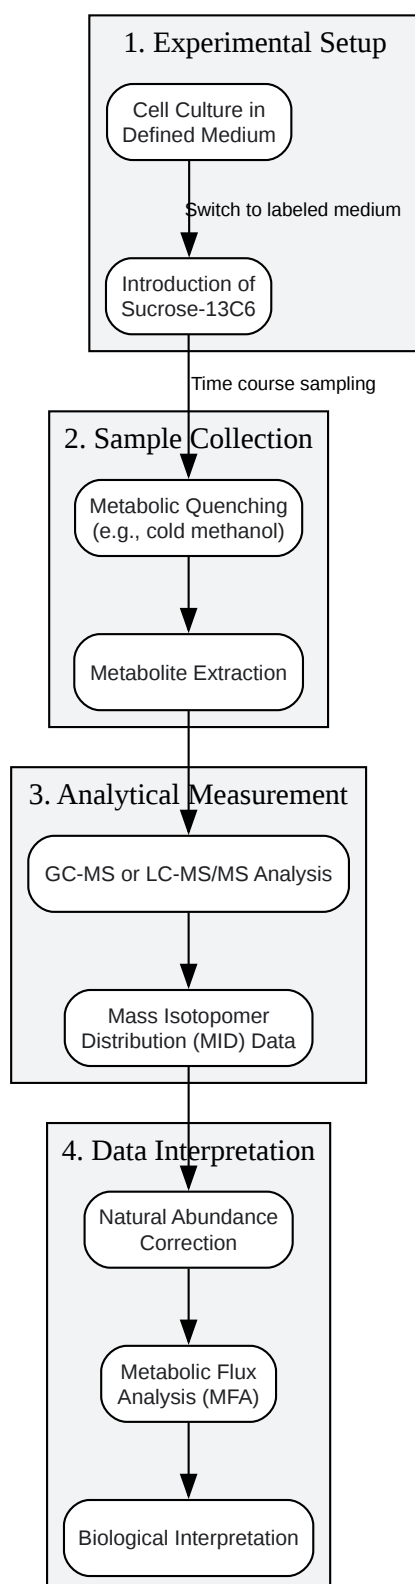 1. Experimental Setup
Cell Culture in
Defined Medium
Switch to labeled medium
Introduction of
Sucrose-13C6
Time course sampling
2. Sample Collection
Metabolic Quenching
(e.g., cold methanol)
Metabolite Extraction
3. Analytical Measurement
GC-MS or LC-MS/MS Analysis
Mass Isotopomer
Distribution (MID) Data
4. Data Interpretation
Natural Abundance
Correction
Metabolic Flux
Analysis (MFA)
Biological Interpretation